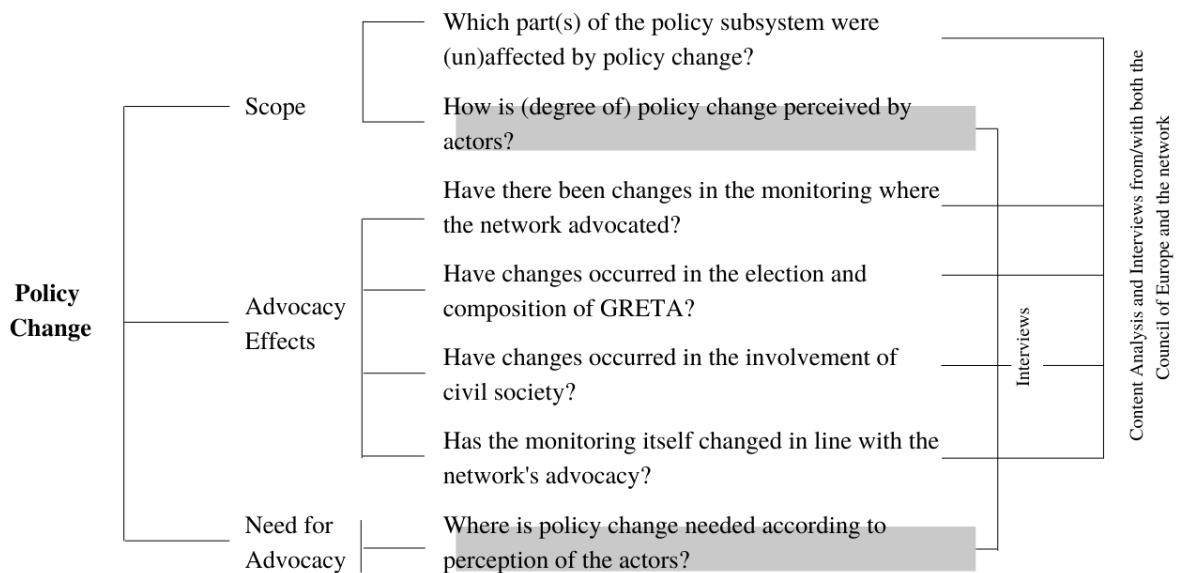 Policy
Change
Scope
Which part(s) of the policy subsystem were
(un)affected by policy change?
How is (degree of) policy change perceived by
actors?
Advocacy
Effects
Have there been changes in the monitoring where
the network advocated?
Have changes occurred in the election and
composition of GRETA?
Have changes occurred in the involvement of
civil society?
Has the monitoring itself changed in line with the
network's advocacy?
Need for
Advocacy
Where is policy change needed according to
perception of the actors?
Interviews
Content Analysis and Interviews from/with both the
Council of Europe and the network